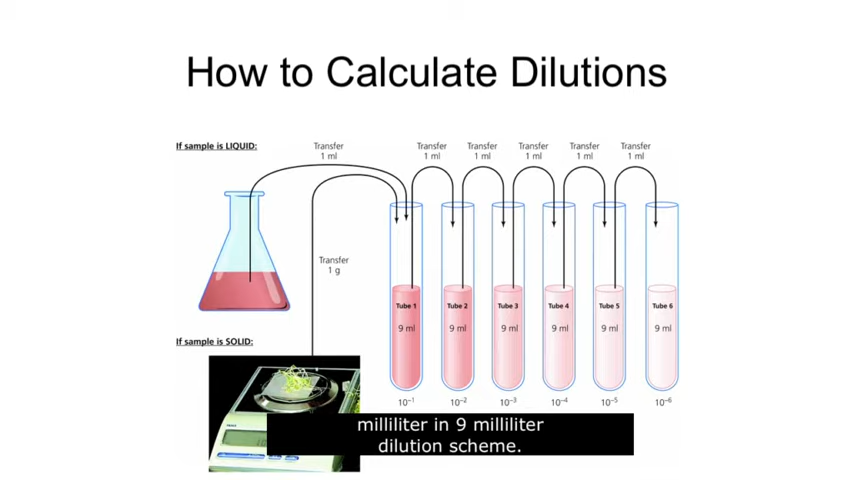 How to Calculate Dilutions
If sample is LIQUID:
Transfer
1 ml
Transfer
1 ml
Transfer
1 ml
Transfer
1 ml
Transfer
1 ml
Transfer
1 ml
Transfer
1 g
Tube 1
9 ml
Tube 2
9 ml
Tube 3
9 ml
Tube 4
9 ml
Tube 5
9 ml
Tube 6
9 ml
If sample is SOLID:
10⁻¹
10⁻²
10⁻³
10⁻⁴
10⁻⁵
10⁻⁶
milliliter in 9 milliliter
dilution scheme.